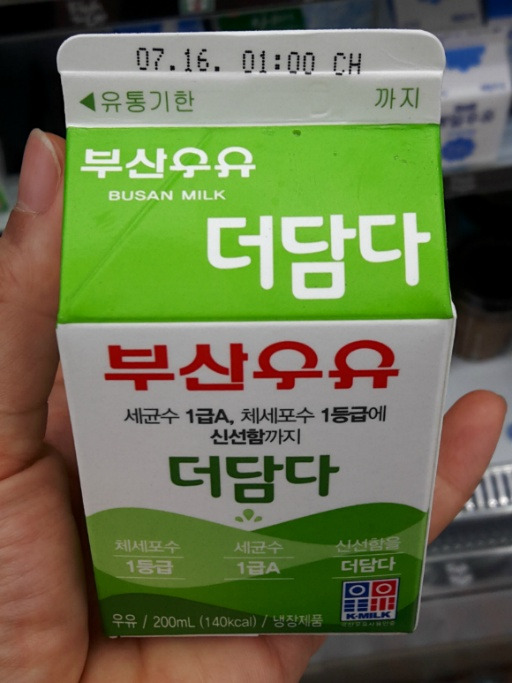 07.16. 01:00 CH
◀유통기한 까지
부산우유
BUSAN MILK
더담다
부산우유
세균수 1급A, 체세포수 1등급에
신선함까지
더담다
체세포수 세균수 신선함을
1등급 1급A 더담다
K-MILK
우유 / 200mL (140kcal) / 냉장제품